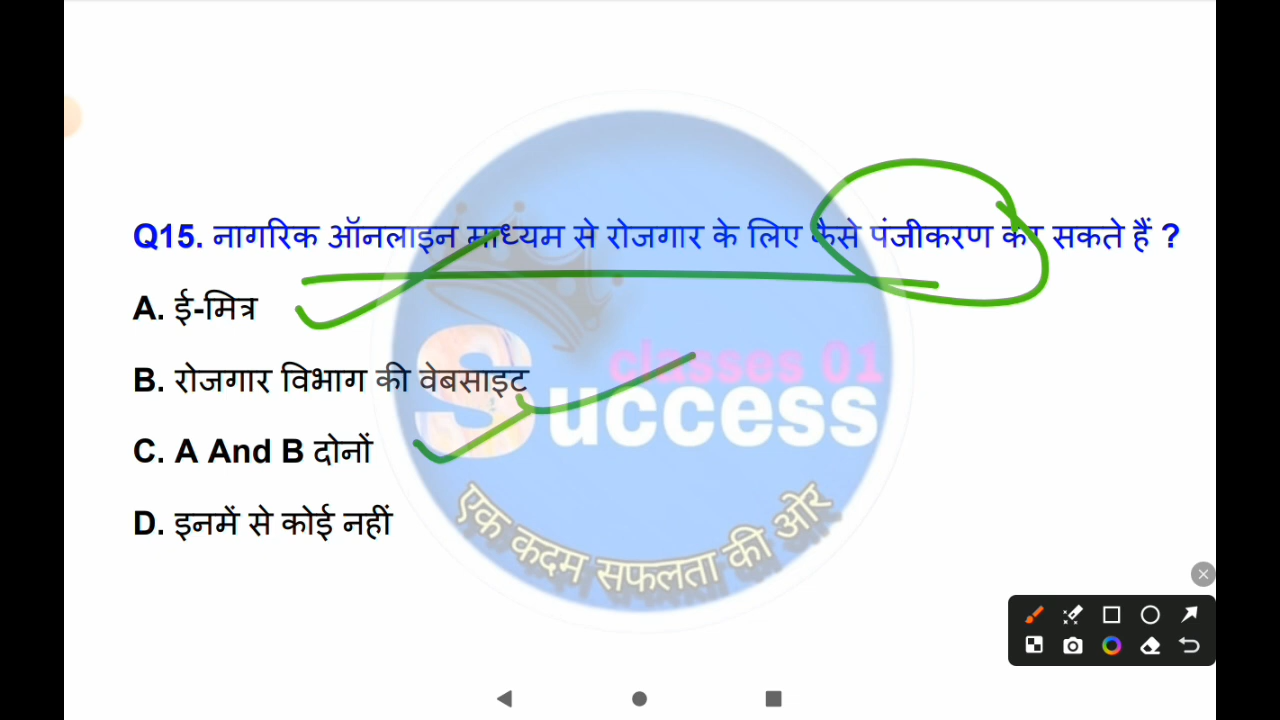 Q15. नागरिक ऑनलाइन माध्यम से रोजगार के लिए कैसे पंजीकरण कर सकते हैं ?
A. ई-मित्र
B. रोजगार विभाग की वेबसाइट
classes 01
Success
C. A And B दोनों
D. इनमें से कोई नहीं
एक कदम सफलता की ओर